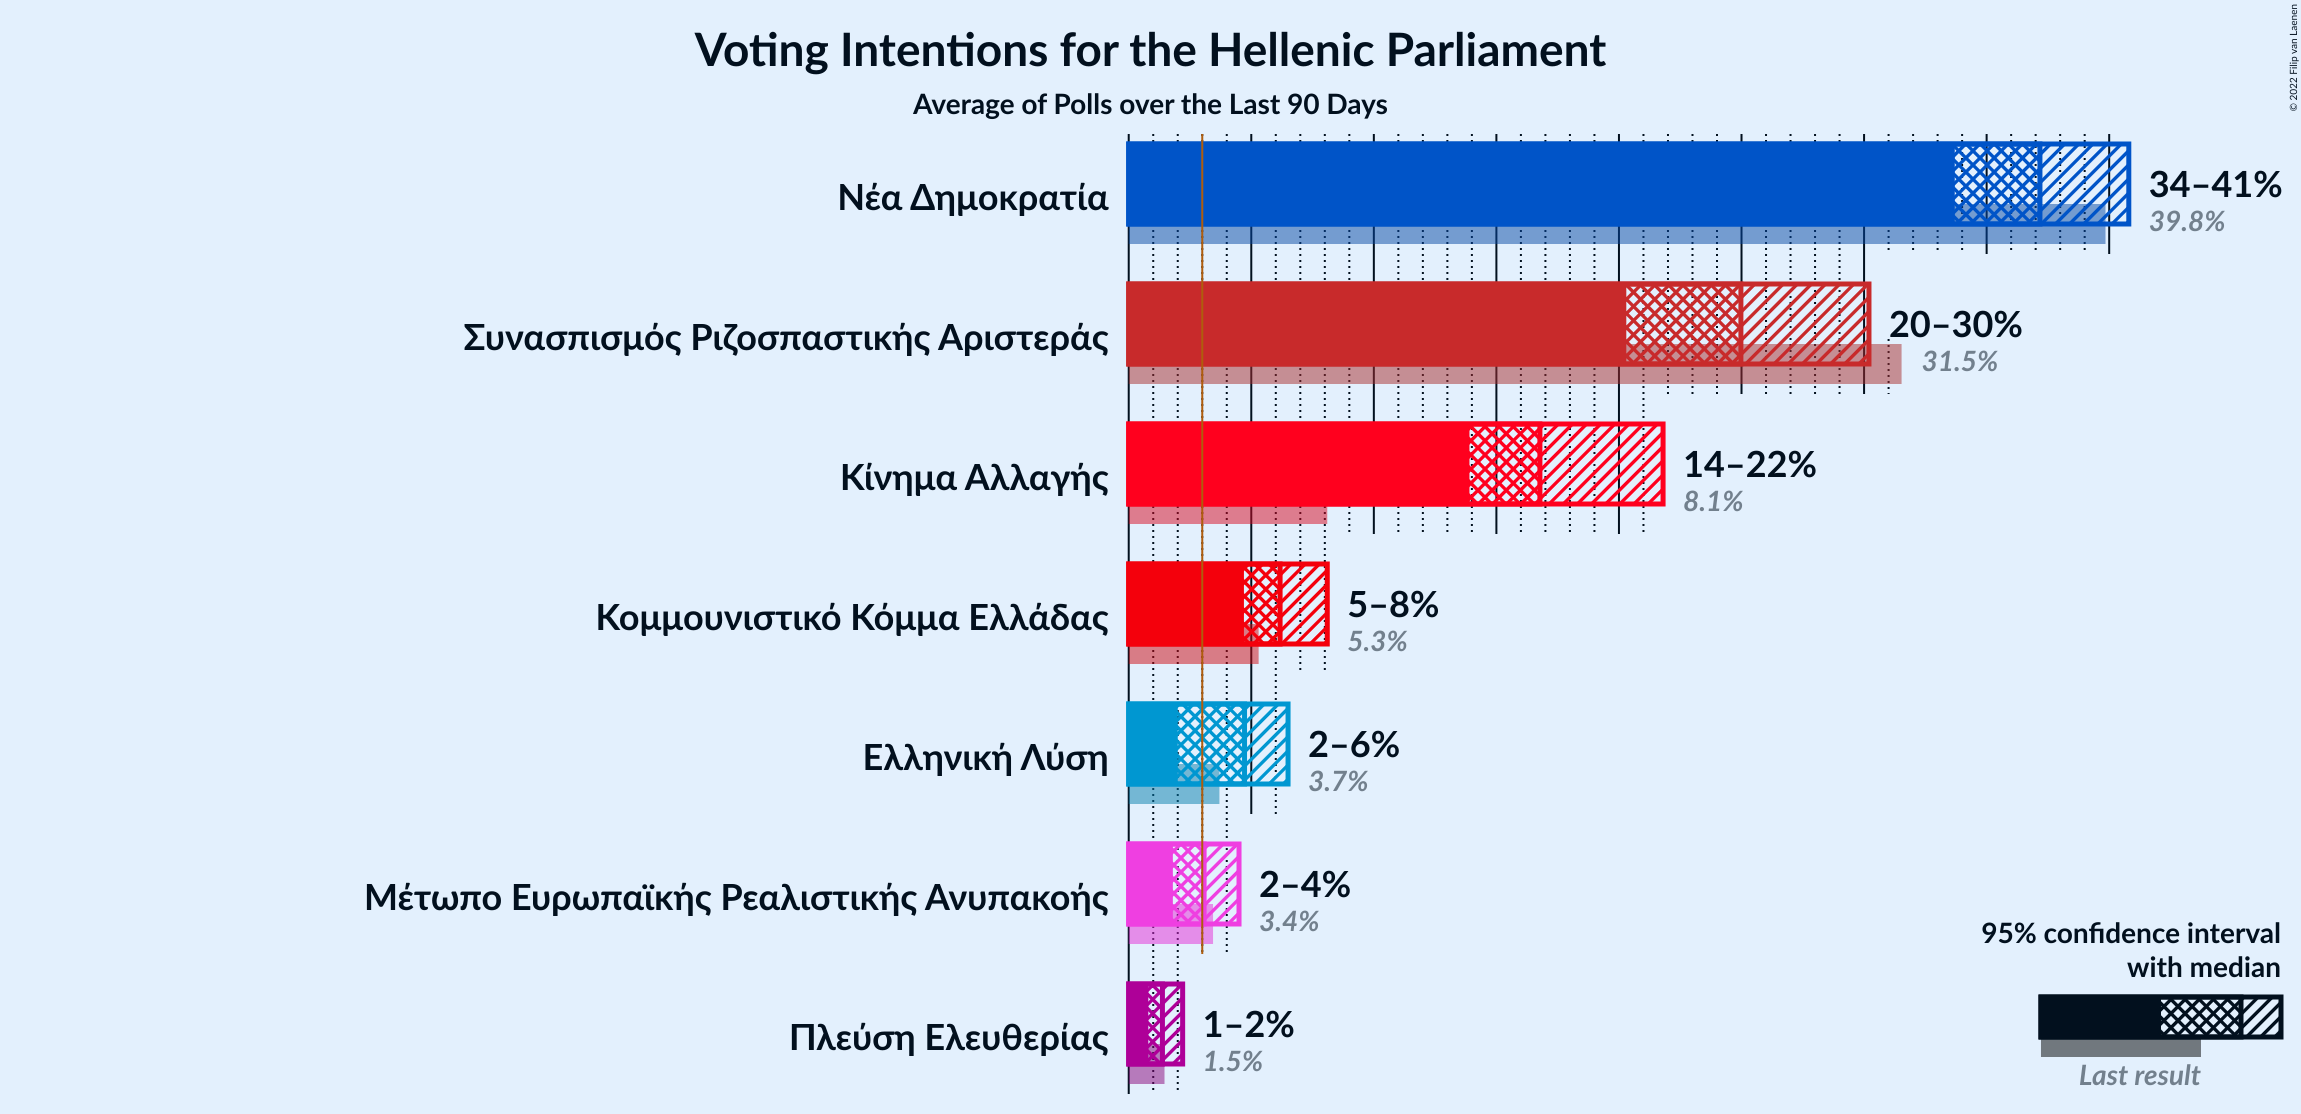 © 2022 Filip van Laenen
Voting Intentions for the Hellenic Parliament
Average of Polls over the Last 90 Days
Νέα Δημοκρατία
34–41%
39.8%
Συνασπισμός Ριζοσπαστικής Αριστεράς
20–30%
31.5%
Κίνημα Αλλαγής
14–22%
8.1%
Κομμουνιστικό Κόμμα Ελλάδας
5–8%
5.3%
Ελληνική Λύση
2–6%
3.7%
Μέτωπο Ευρωπαϊκής Ρεαλιστικής Ανυπακοής
2–4%
3.4%
Πλεύση Ελευθερίας
1–2%
1.5%
95% confidence interval
with median
Last result